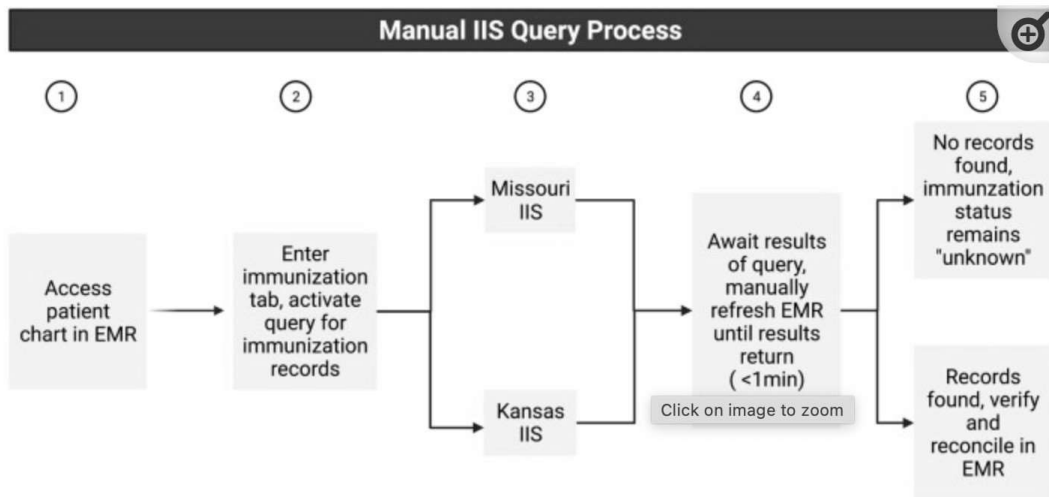 Manual IIS Query Process
1
2
3
4
5
Access
patient
chart in EMR
Enter
immunization
tab, activate
query for
immunization
records
Missouri
IIS
Kansas
IIS
Await results
of query,
manually
refresh EMR
until results
return
( <1min)
Click on image to zoom
No records
found,
immunzation
status
remains
"unknown"
Records
found, verify
and
reconcile in
EMR